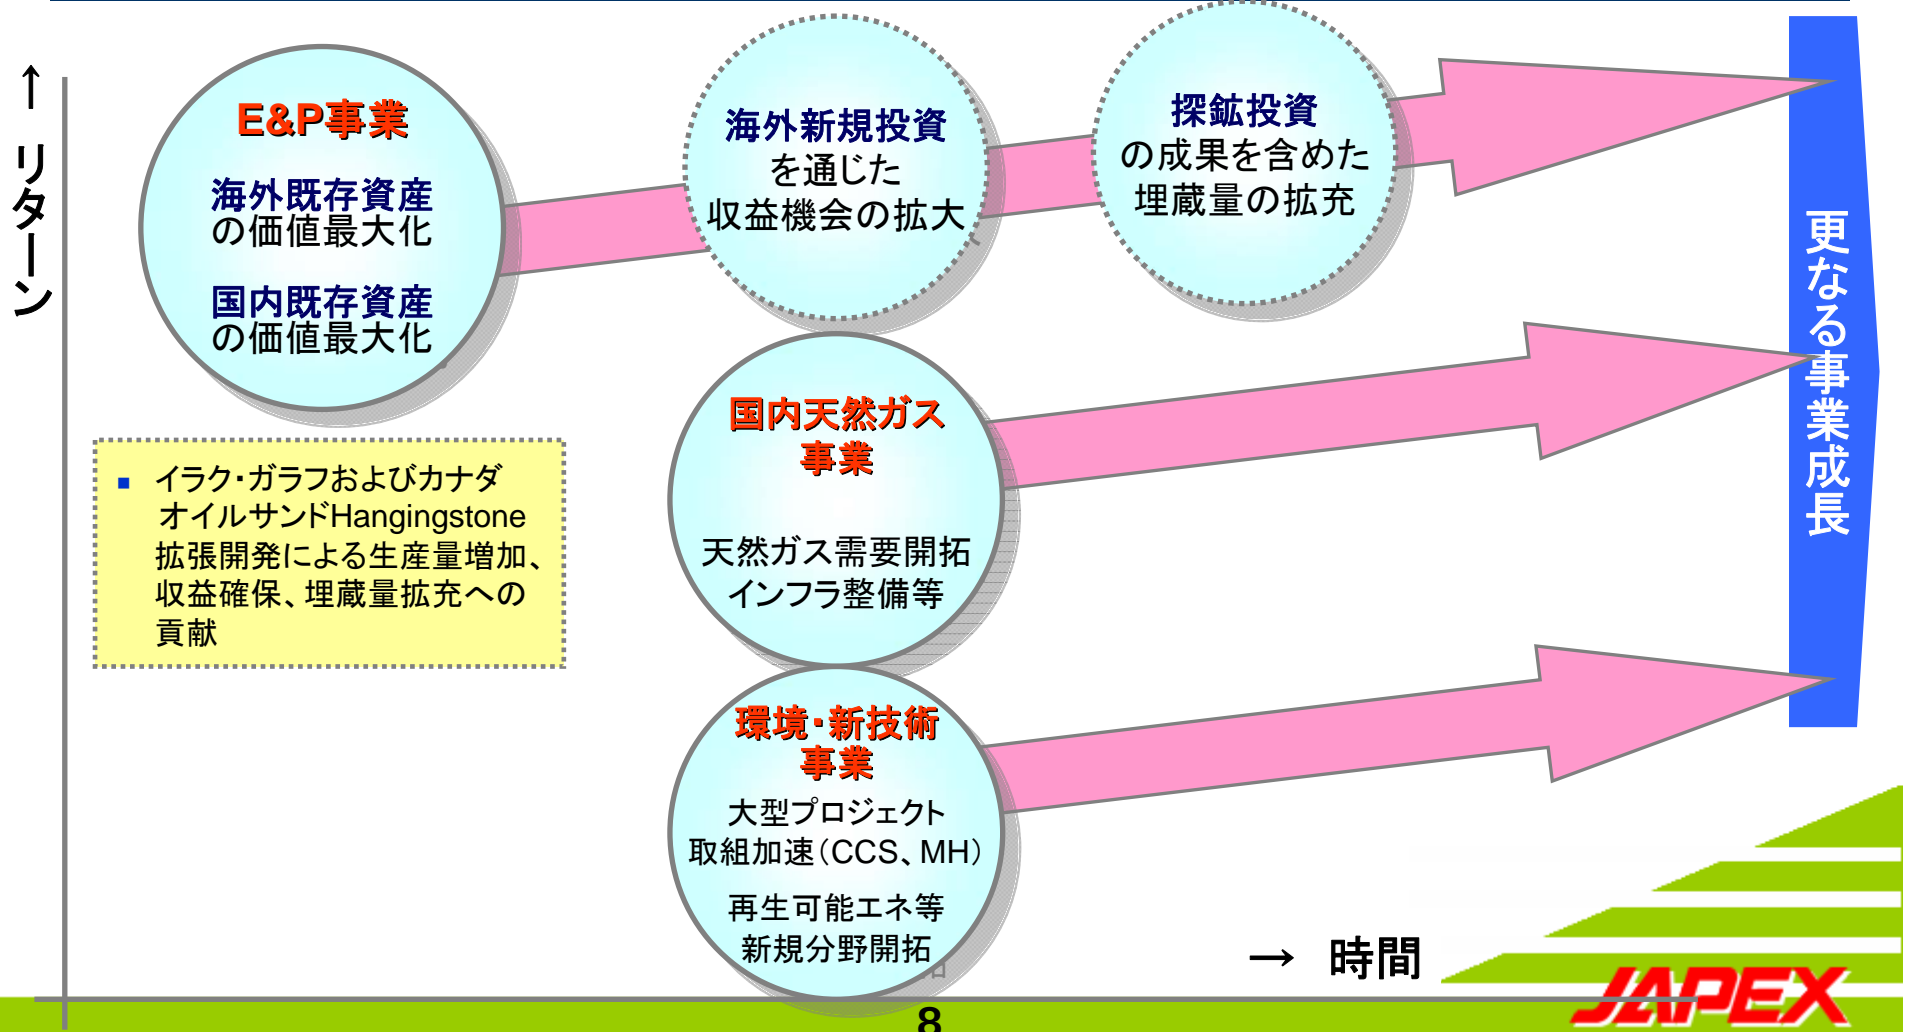 ↑ リターン
E&P事業
海外既存資産
の価値最大化
国内既存資産
の価値最大化
海外新規投資
を通じた
収益機会の拡大
探鉱投資
の成果を含めた
埋蔵量の拡充
更なる事業成長
国内天然ガス
事業
天然ガス需要開拓
インフラ整備等
■ イラク・ガラフおよびカナダ
オイルサンドHangingstone
拡張開発による生産量増加、
収益確保、埋蔵量拡充への
貢献
環境・新技術
事業
大型プロジェクト
取組加速(CCS、MH)
再生可能エネ等
新規分野開拓
→ 時間
JAPEX
8